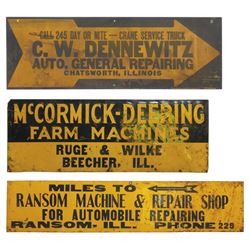 CALL 245 DAY OR NITE — CRANE SERVICE TRUCK
C. W. DENNEWITZ
AUTO. GENERAL REPAIRING
CHATSWORTH, ILLINOIS
McCORMICK-DEERING
FARM MACHINES
RUGE & WILKE
BEECHER, ILL.
MILES TO
RANSOM MACHINE & REPAIR SHOP
FOR AUTOMOBILE REPAIRING
RANSOM, ILL. PHONE 229